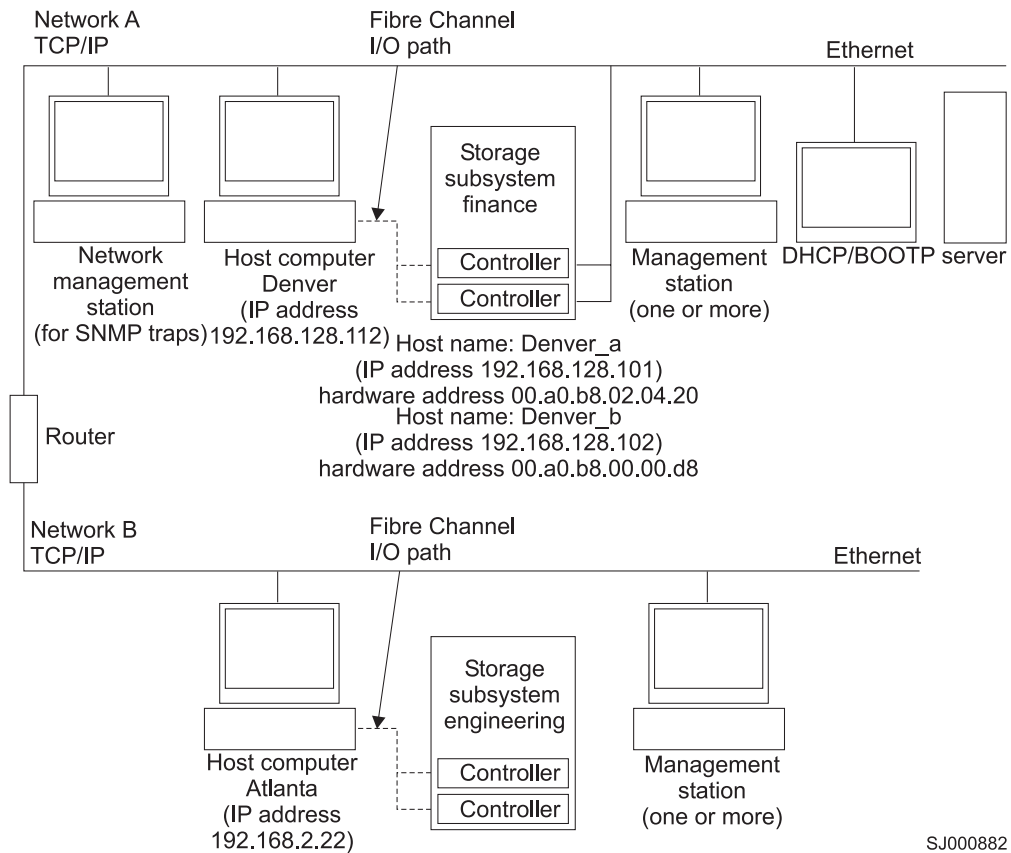 Network A
TCP/IP
Fibre Channel
I/O path
Ethernet
Storage
subsystem
finance
Controller
Controller
Network
management
station
(for SNMP traps)
Host computer
Denver
(IP address
192.168.128.112)
Management
station
(one or more)
DHCP/BOOTP server
Host name: Denver_a
(IP address 192.168.128.101)
hardware address 00.a0.b8.02.04.20
Host name: Denver_b
(IP address 192.168.128.102)
hardware address 00.a0.b8.00.00.d8
Router
Network B
TCP/IP
Fibre Channel
I/O path
Ethernet
Storage
subsystem
engineering
Controller
Controller
Host computer
Atlanta
(IP address
192.168.2.22)
Management
station
(one or more)
SJ000882